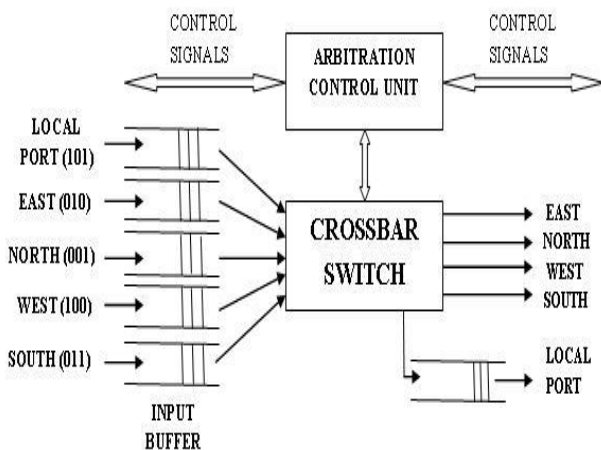 CONTROL
SIGNALS
ARBITRATION
CONTROL UNIT
CONTROL
SIGNALS
LOCAL
PORT (101)
EAST (010)
NORTH (001)
WEST (100)
SOUTH (011)
INPUT
BUFFER
CROSSBAR
SWITCH
EAST
NORTH
WEST
SOUTH
LOCAL
PORT